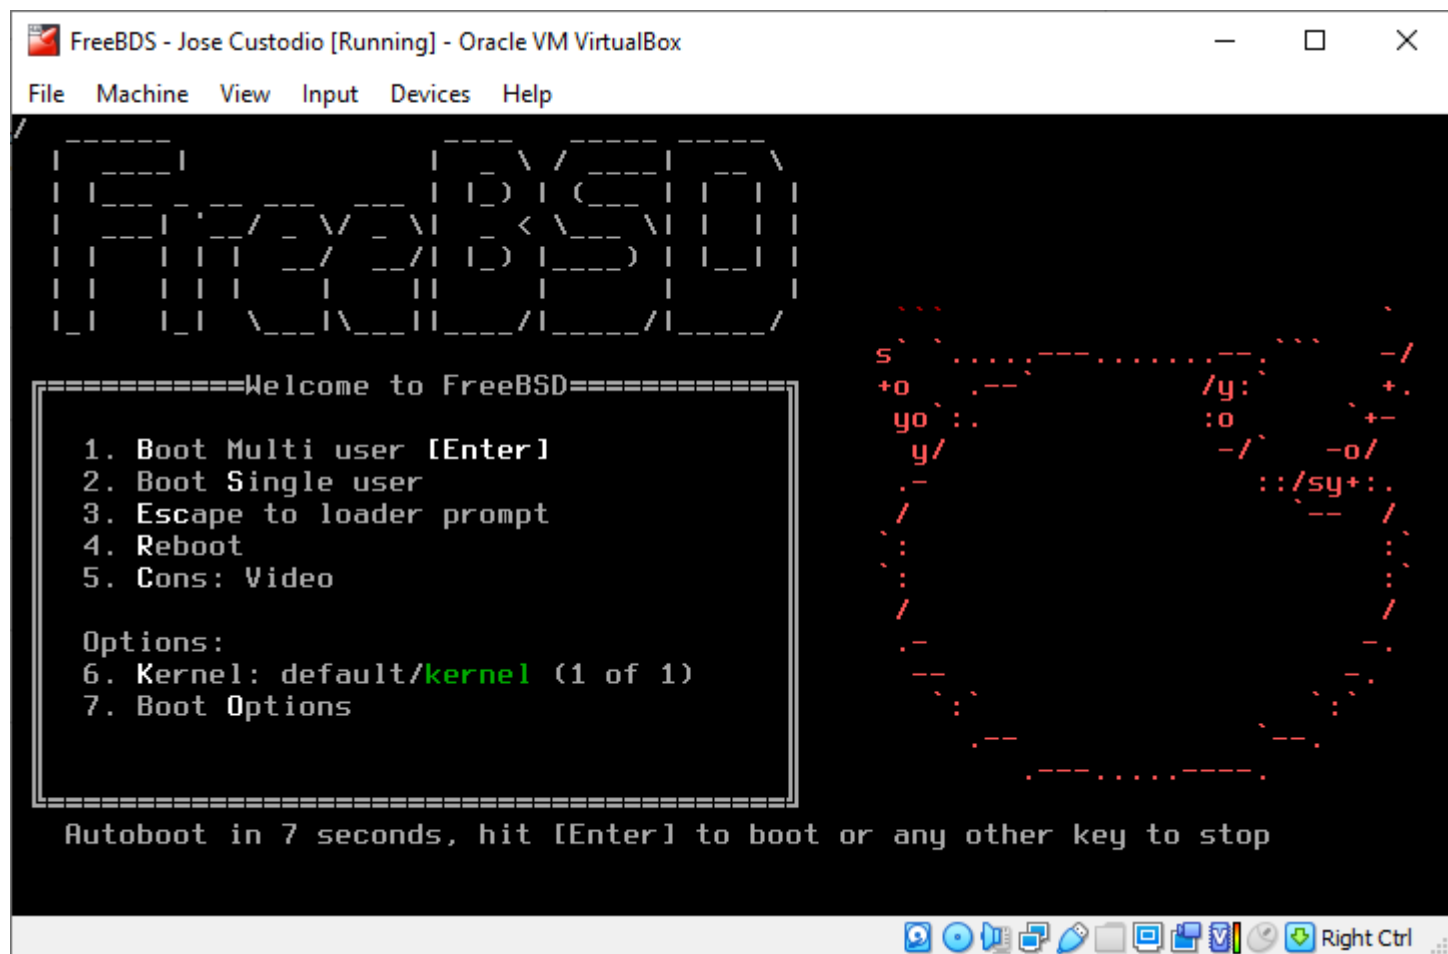 FreeBDS - Jose Custodio [Running] - Oracle VM VirtualBox
File Machine View Input Devices Help
/
FreeBSD
Welcome to FreeBSD
1. Boot Multi user [Enter]
2. Boot Single user
3. Escape to loader prompt
4. Reboot
5. Cons: Video
Options:
6. Kernel: default/kernel (1 of 1)
7. Boot Options
Autoboot in 7 seconds, hit [Enter] to boot or any other key to stop
Right Ctrl